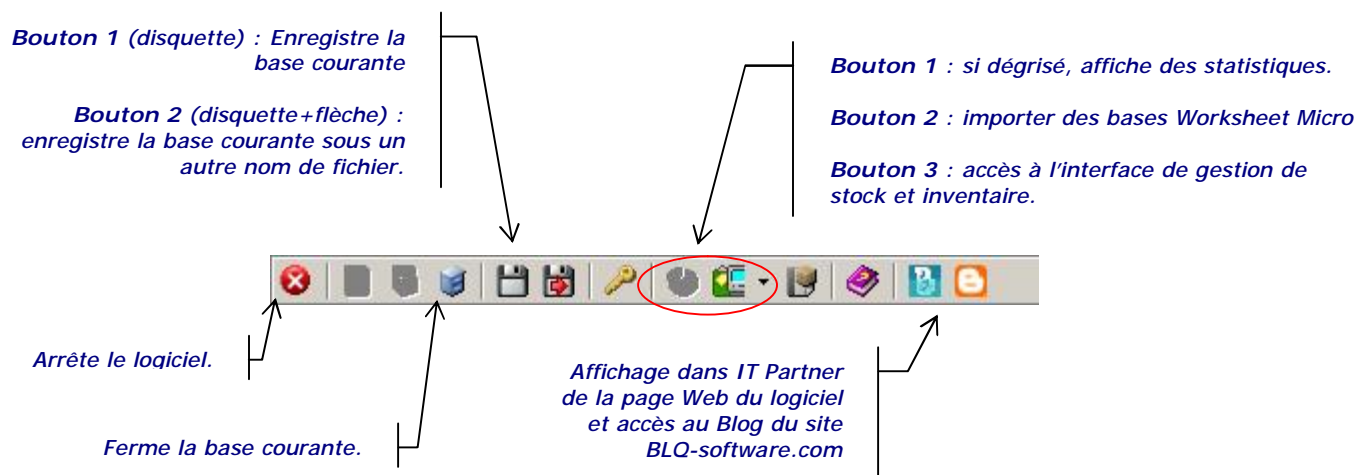 Bouton 1 (disquette) : Enregistre la
base courante
Bouton 2 (disquette+flèche) :
enregistre la base courante sous un
autre nom de fichier.
Bouton 1 : si dégrisé, affiche des statistiques.
Bouton 2 : importer des bases Worksheet Micro
Bouton 3 : accès à l'interface de gestion de
stock et inventaire.
Arrête le logiciel.
Ferme la base courante.
Affichage dans IT Partner
de la page Web du logiciel
et accès au Blog du site
BLQ-software.com